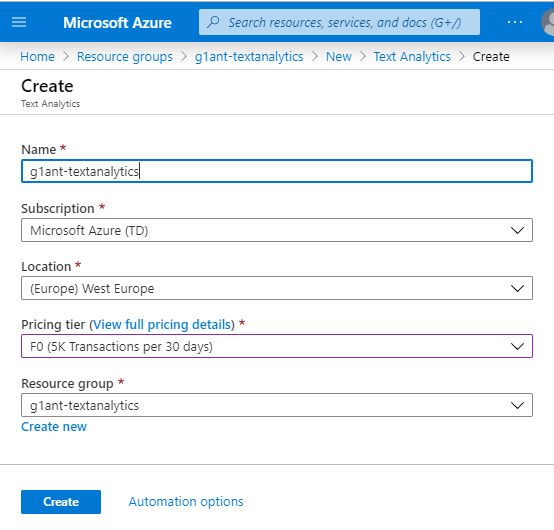 Microsoft Azure
Search resources, services, and docs (G+/)
Home > Resource groups > g1ant-textanalytics > New > Text Analytics > Create
Create
Text Analytics
Name *
g1ant-textanalytics
Subscription *
Microsoft Azure (TD)
Location *
(Europe) West Europe
Pricing tier (View full pricing details) *
F0 (5K Transactions per 30 days)
Resource group *
g1ant-textanalytics
Create new
Create Automation options